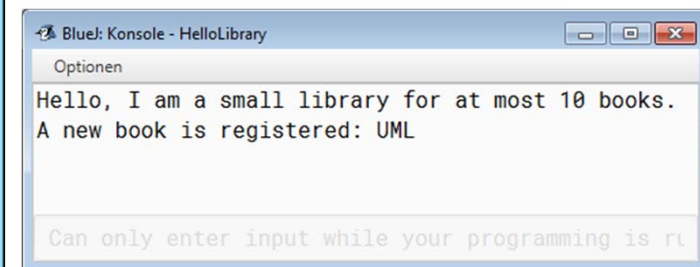 BlueJ: Konsole - HelloLibrary
Optionen
Hello, I am a small library for at most 10 books.
A new book is registered: UML
Can only enter input while your programming is